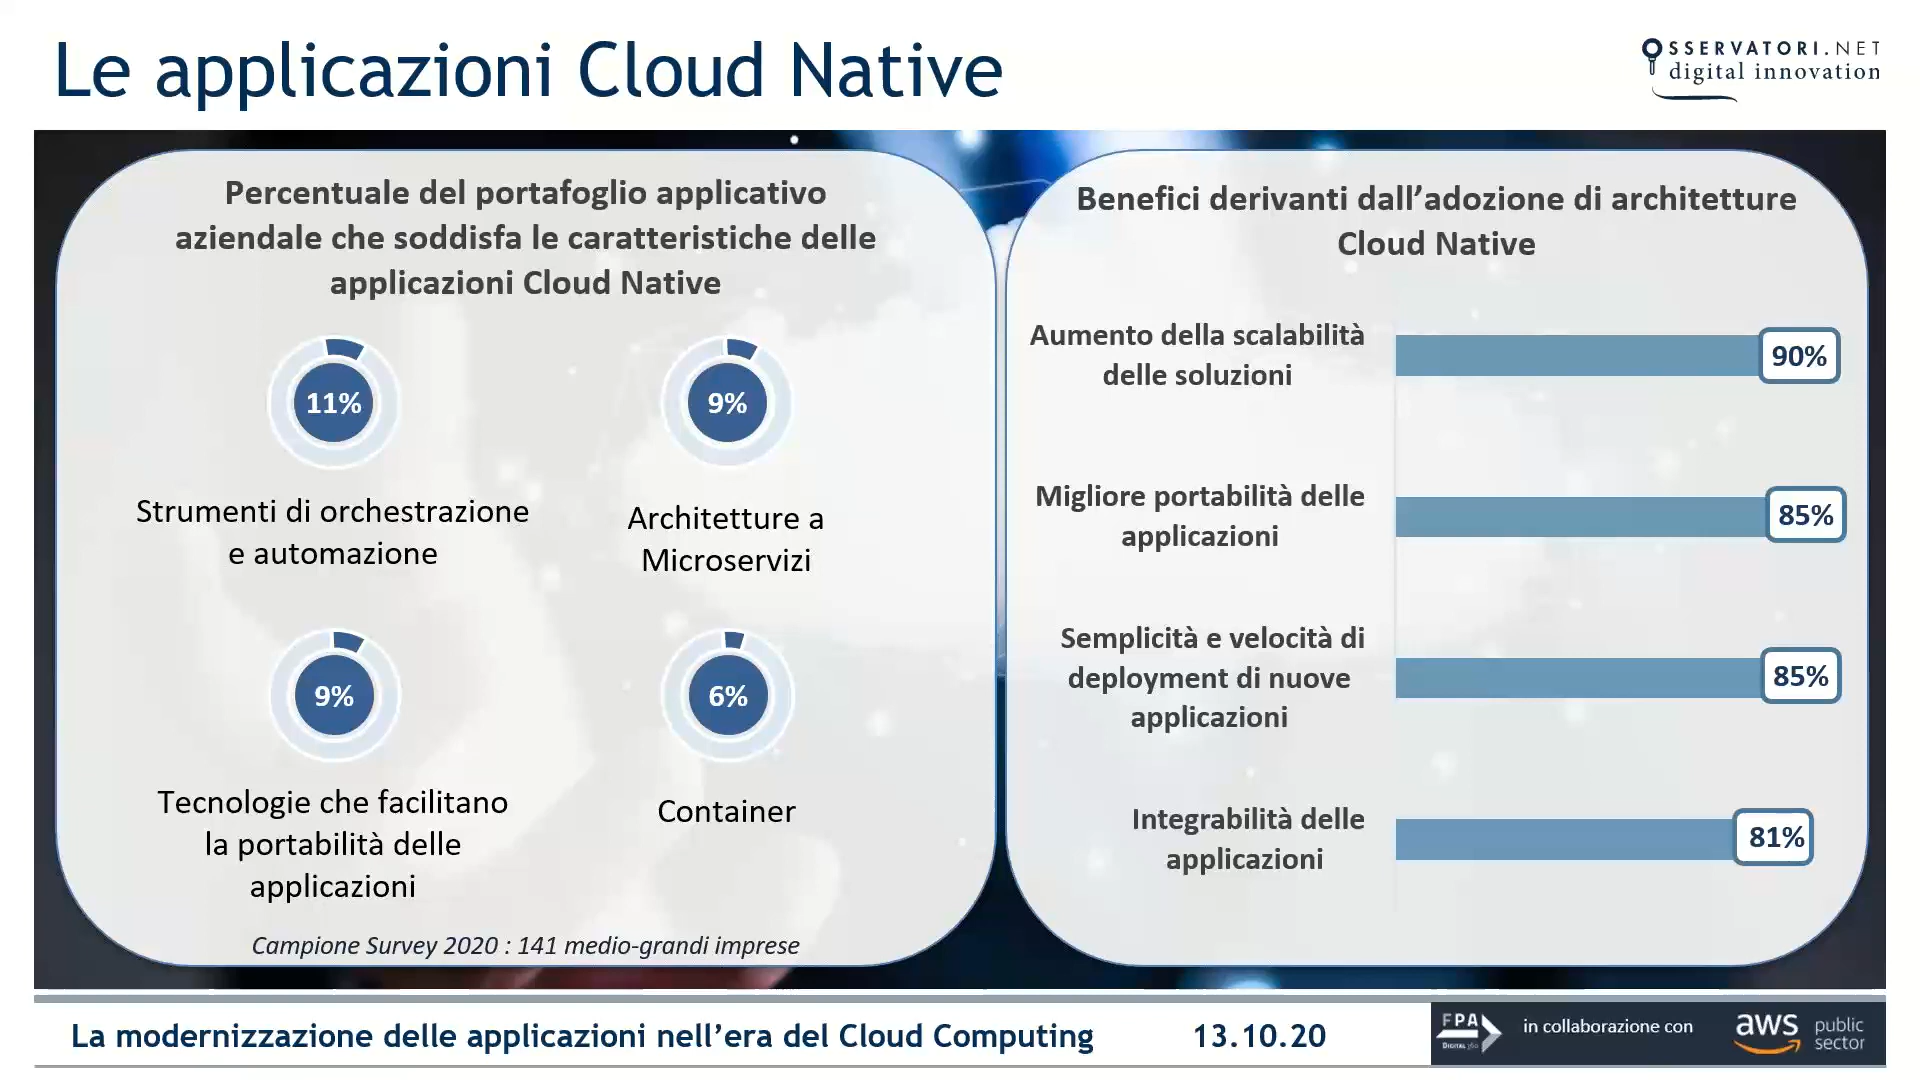 Le applicazioni Cloud Native
OSSERVATORI.NET
digital innovation
Percentuale del portafoglio applicativo
aziendale che soddisfa le caratteristiche delle
applicazioni Cloud Native
11%
Strumenti di orchestrazione
e automazione
9%
Architetture a
Microservizi
9%
Tecnologie che facilitano
la portabilità delle
applicazioni
6%
Container
Campione Survey 2020 : 141 medio-grandi imprese
Benefici derivanti dall’adozione di architetture
Cloud Native
Aumento della scalabilità
delle soluzioni
90%
Migliore portabilità delle
applicazioni
85%
Semplicità e velocità di
deployment di nuove
applicazioni
85%
Integrabilità delle
applicazioni
81%
La modernizzazione delle applicazioni nell’era del Cloud Computing
13.10.20
FPA
DIGITAL 360
in collaborazione con
aws
public
sector